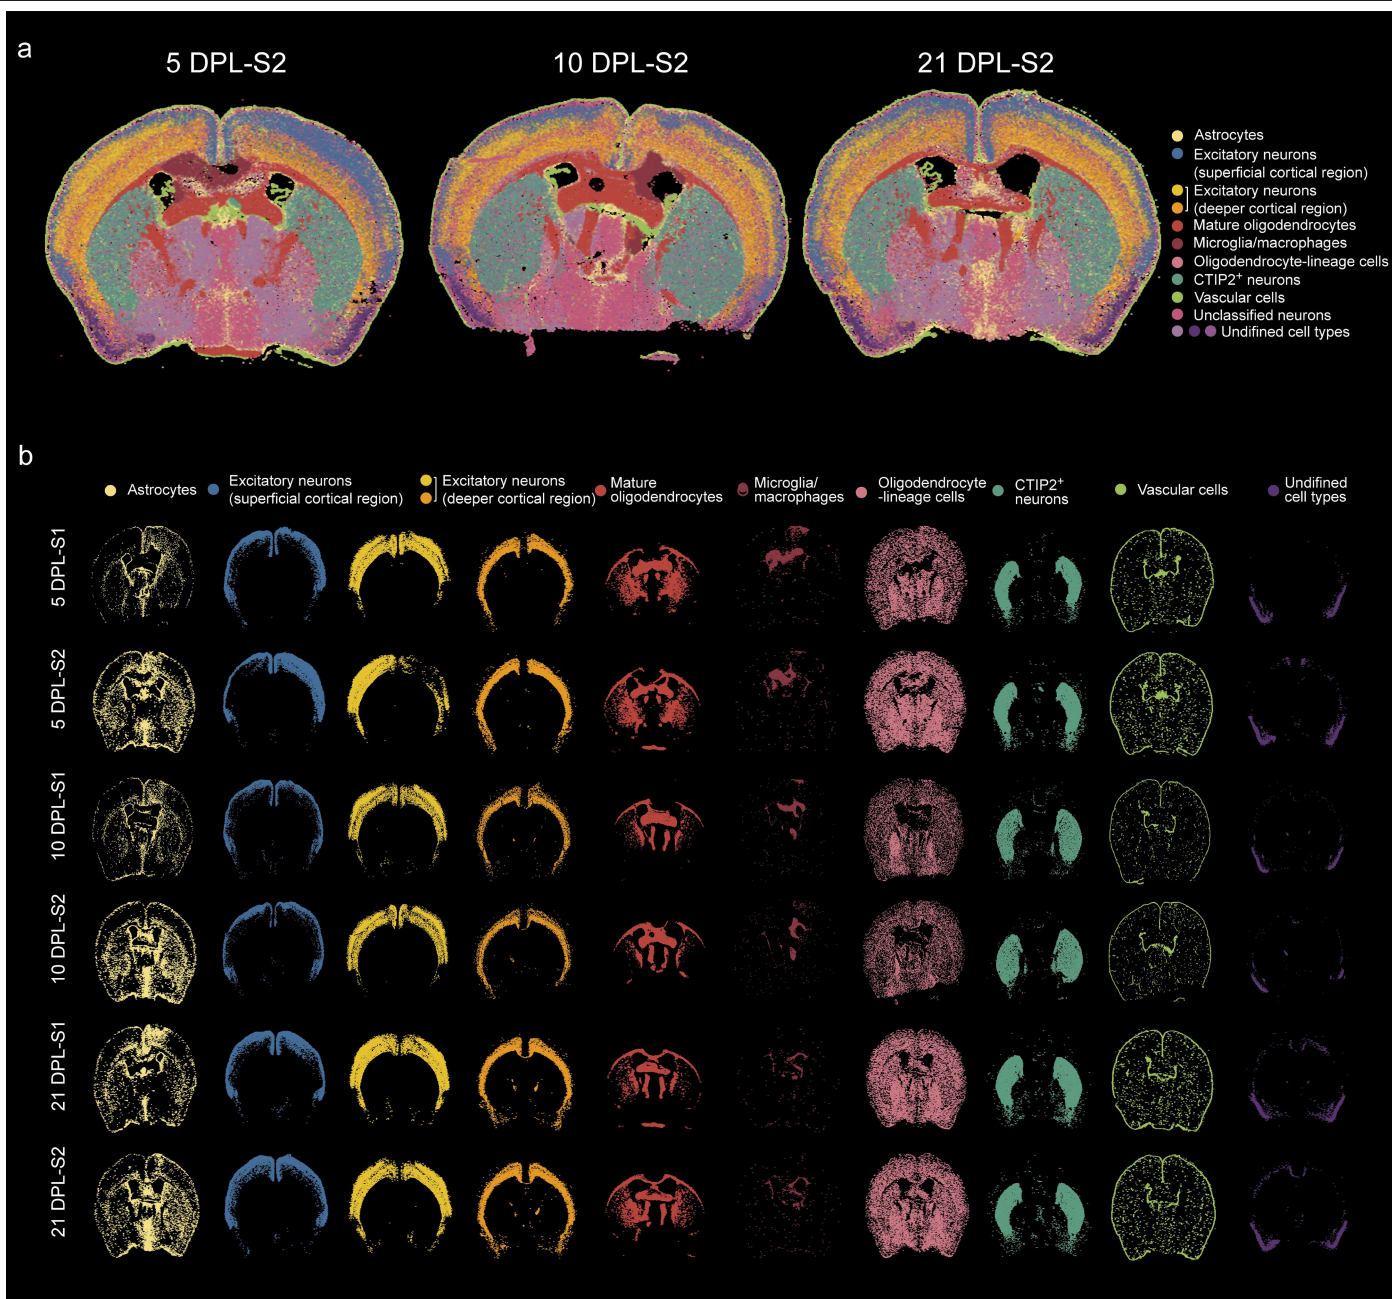 a
5 DPL-S2
10 DPL-S2
21 DPL-S2
Astrocytes
Excitatory neurons
(superficial cortical region)
Excitatory neurons
(deeper cortical region)
Mature oligodendrocytes
Microglia/macrophages
Oligodendrocyte-lineage cells
CTIP2⁺ neurons
Vascular cells
Unclassified neurons
Undifined cell types
b
Astrocytes
Excitatory neurons
(superficial cortical region)
Excitatory neurons
(deeper cortical region)
Mature
oligodendrocytes
Microglia/
macrophages
Oligodendrocyte
-lineage cells
CTIP2⁺
neurons
Vascular cells
Undifined
cell types
5 DPL-S1
5 DPL-S2
10 DPL-S1
10 DPL-S2
21 DPL-S1
21 DPL-S2